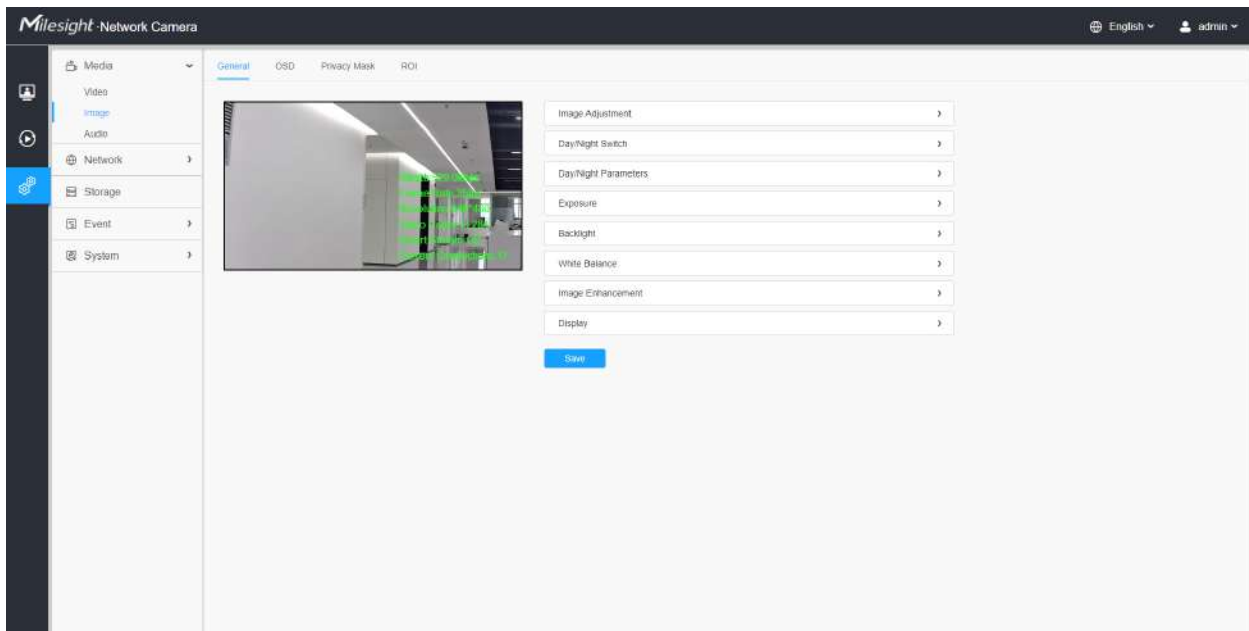 Milesight ·Network Camera
English
admin
Media
Video
Image
Audio
Network
Storage
Event
System
General OSD Privacy Mask ROI
Image Adjustment
Day/Night Switch
Day/Night Parameters
Exposure
Backlight
White Balance
Image Enhancement
Display
Save